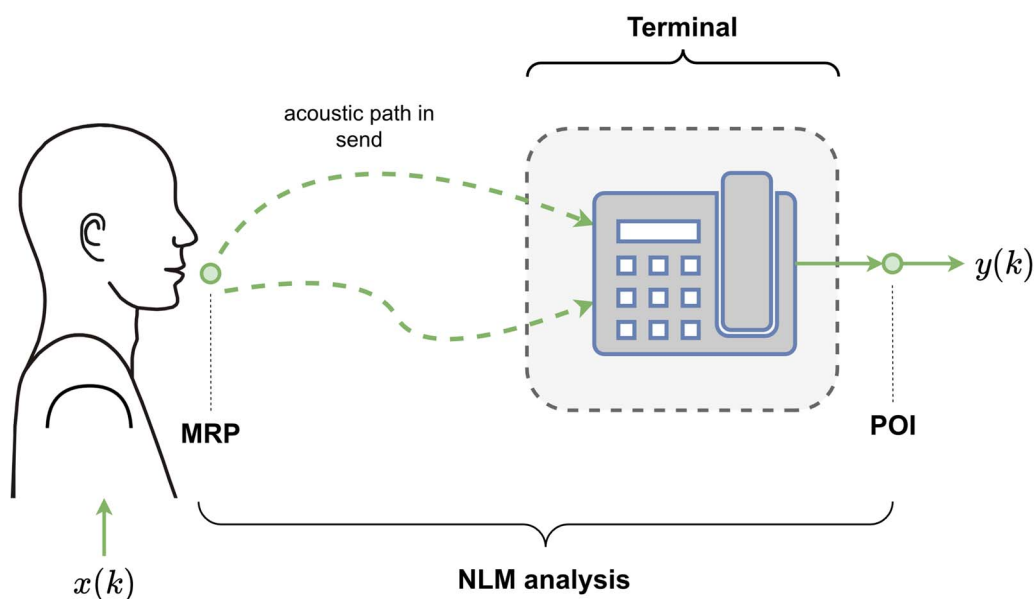 Terminal
acoustic path in
send
y(k)
MRP
POI
x(k)
NLM analysis